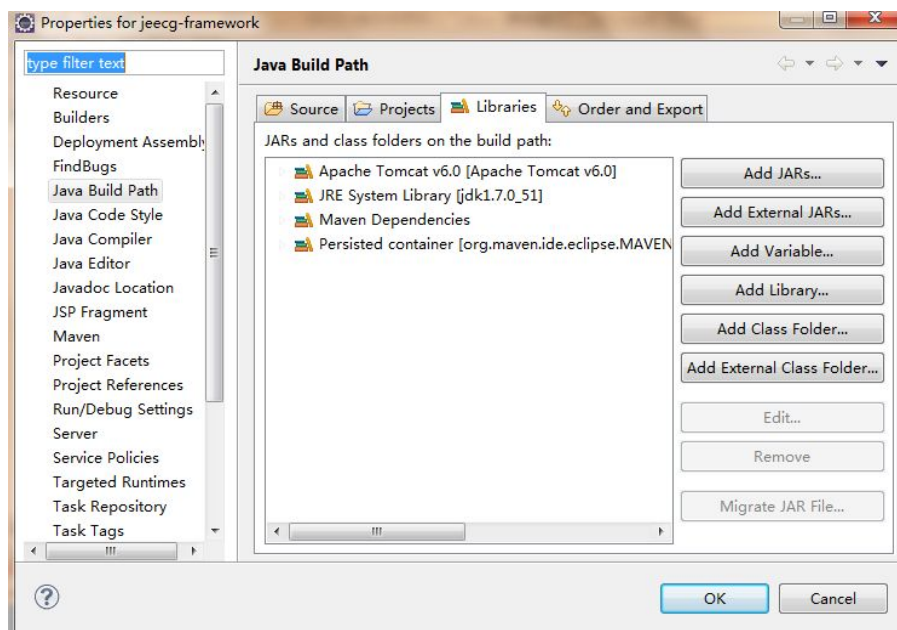 Properties for jeecg-framework
type filter text
Resource
Builders
Deployment Assembly
FindBugs
Java Build Path
Java Code Style
Java Compiler
Java Editor
Javadoc Location
JSP Fragment
Maven
Project Facets
Project References
Run/Debug Settings
Server
Service Policies
Targeted Runtimes
Task Repository
Task Tags
Java Build Path
Source
Projects
Libraries
Order and Export
JARs and class folders on the build path:
Apache Tomcat v6.0 [Apache Tomcat v6.0]
JRE System Library [jdk1.7.0_51]
Maven Dependencies
Persisted container [org.maven.ide.eclipse.MAVEN
Add JARs...
Add External JARs...
Add Variable...
Add Library...
Add Class Folder...
Add External Class Folder...
Edit...
Remove
Migrate JAR File...
OK
Cancel